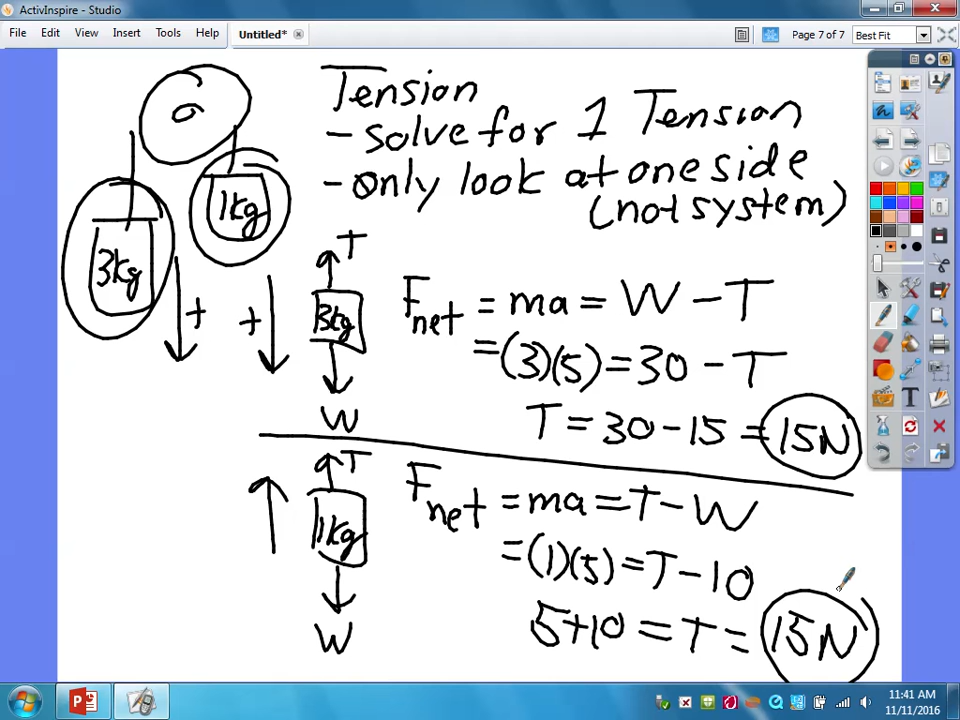 ActivInspire - Studio
File Edit View Insert Tools Help Untitled* Page 7 of 7 Best Fit
Tension
- solve for 1 Tension
- only look at one side
(not system)
1kg
3kg
+
+
T
3kg
W
Fnet = ma = W - T
= (3)(5) = 30 - T
T = 30 - 15 = 15N
T
1kg
W
Fnet = ma = T - W
= (1)(5) = T - 10
5 + 10 = T = 15N
11:41 AM
11/11/2016